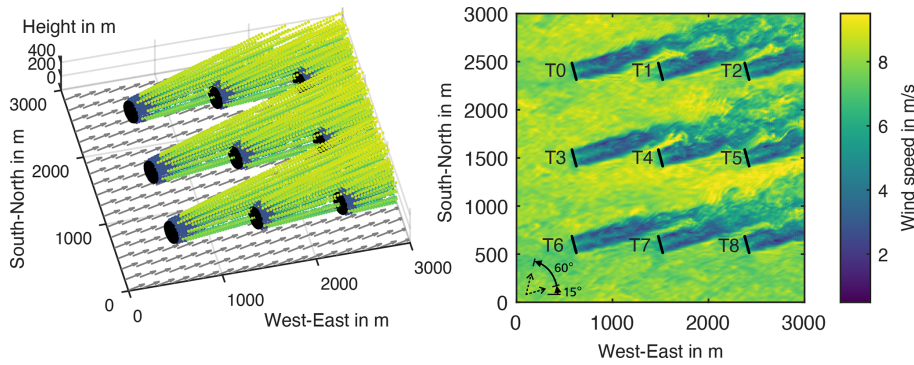 Height in m
400
200
0
3000
2000
1000
0
South-North in m
0
1000
2000
3000
West-East in m
3000
2500
2000
1500
1000
500
0
South-North in m
T0 T1 T2
T3 T4 T5
T6 T7 T8
60°
15°
0 1000 2000 3000
West-East in m
8
6
4
2
Wind speed in m/s